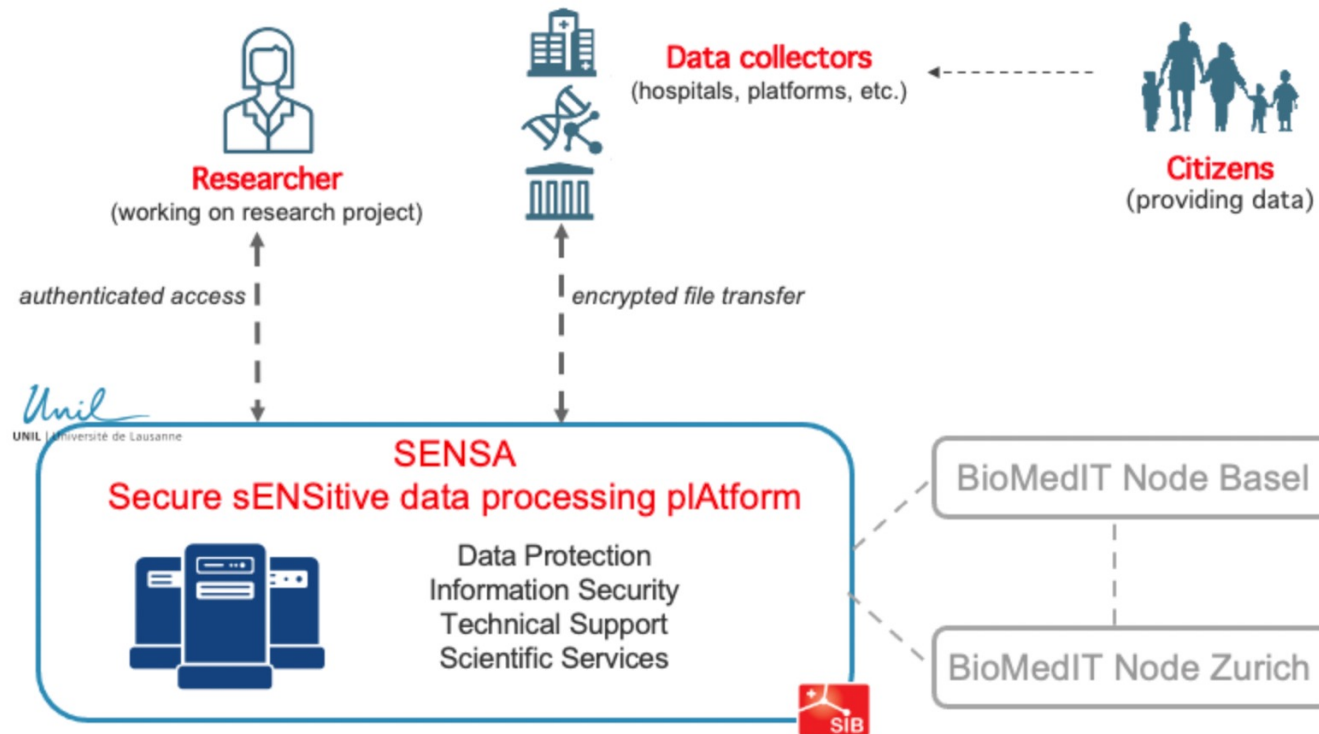 Researcher
(working on research project)
Data collectors
(hospitals, platforms, etc.)
Citizens
(providing data)
authenticated access
encrypted file transfer
Unil
UNIL | Université de Lausanne
SENSA
Secure sENSitive data processing plAtform
Data Protection
Information Security
Technical Support
Scientific Services
SIB
BioMedIT Node Basel
BioMedIT Node Zurich